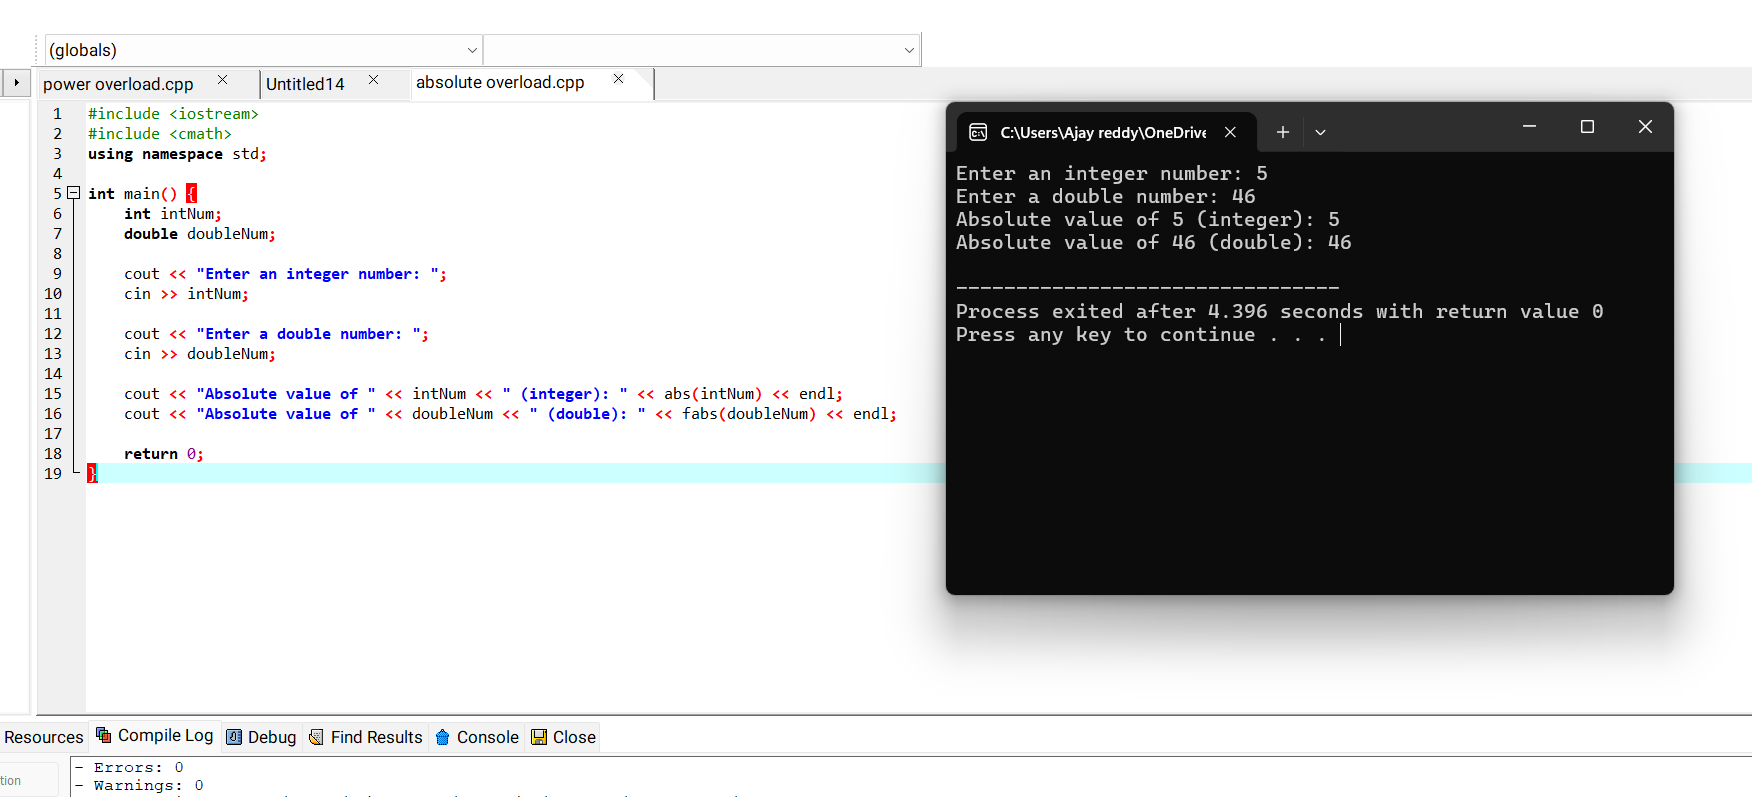 (globals)
power overload.cpp
Untitled14
absolute overload.cpp
1 #include <iostream>
2 #include <cmath>
3 using namespace std;
4
5 int main() {
6 int intNum;
7 double doubleNum;
8
9 cout << "Enter an integer number: ";
10 cin >> intNum;
11
12 cout << "Enter a double number: ";
13 cin >> doubleNum;
14
15 cout << "Absolute value of " << intNum << " (integer): " << abs(intNum) << endl;
16 cout << "Absolute value of " << doubleNum << " (double): " << fabs(doubleNum) << endl;
17
18 return 0;
19 }
C:\Users\Ajay reddy\OneDrive
Enter an integer number: 5
Enter a double number: 46
Absolute value of 5 (integer): 5
Absolute value of 46 (double): 46
--------------------------------
Process exited after 4.396 seconds with return value 0
Press any key to continue . . .
Resources Compile Log Debug Find Results Console Close
tion
- Errors: 0
- Warnings: 0